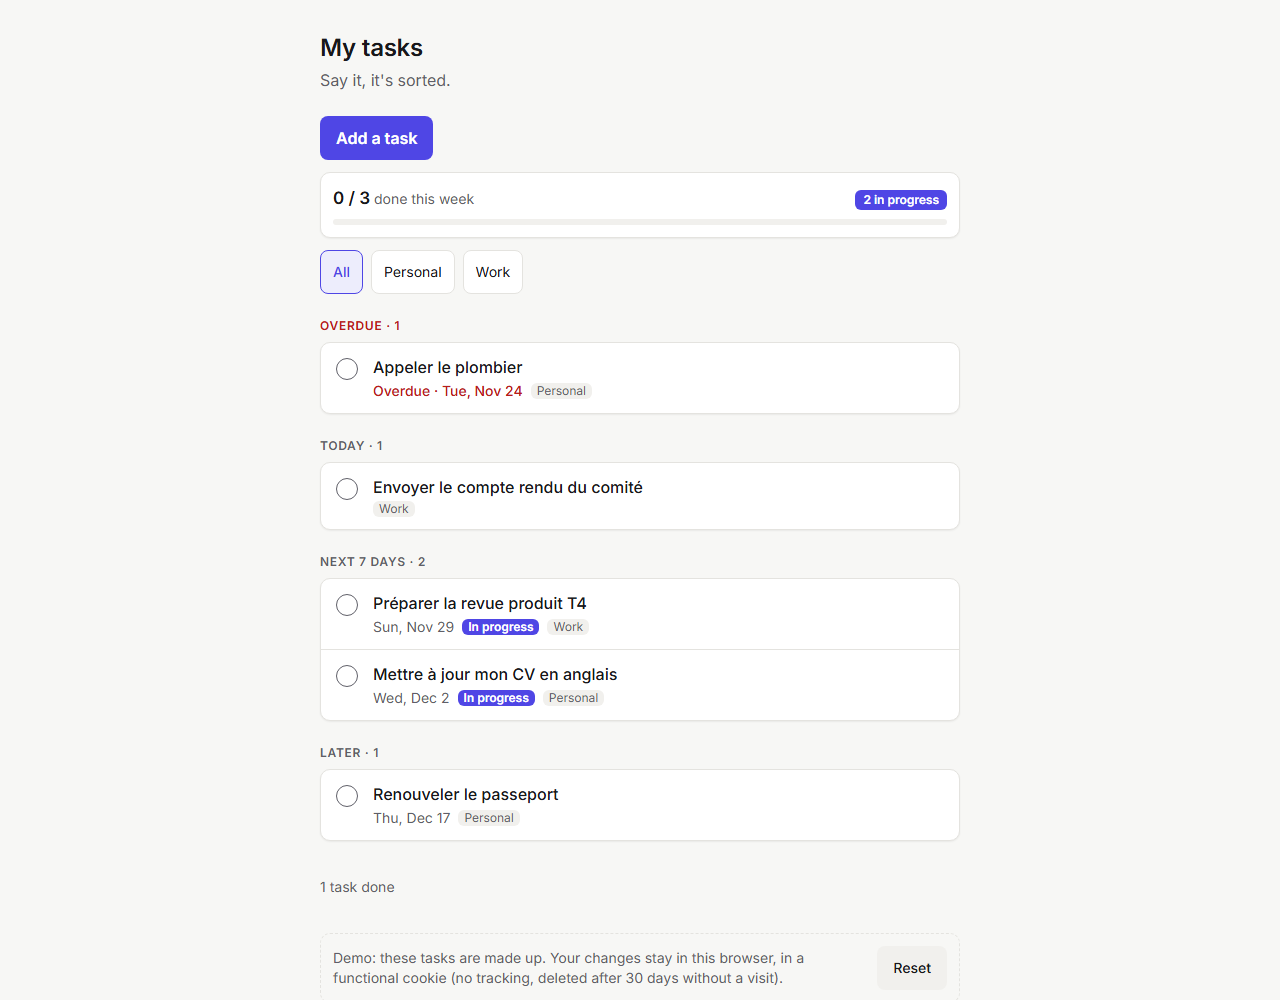 My tasks
Say it, it's sorted.
Add a task
0 / 3 done this week
2 in progress
All
Personal
Work
OVERDUE · 1
Appeler le plombier
Overdue · Tue, Nov 24 Personal
TODAY · 1
Envoyer le compte rendu du comité
Work
NEXT 7 DAYS · 2
Préparer la revue produit T4
Sun, Nov 29 In progress Work
Mettre à jour mon CV en anglais
Wed, Dec 2 In progress Personal
LATER · 1
Renouveler le passeport
Thu, Dec 17 Personal
1 task done
Demo: these tasks are made up. Your changes stay in this browser, in a
functional cookie (no tracking, deleted after 30 days without a visit).
Reset